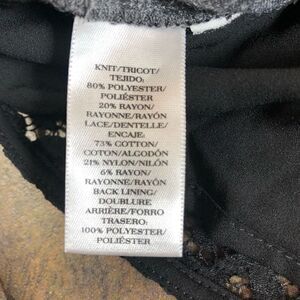 KNIT/TRICOT/
TEJIDO:
80% POLYESTER/
POLIÉSTER
20% RAYON/
RAYONNE/RAYÓN
LACE/DENTELLE/
ENCAJE:
73% COTTON/
COTON/ALGODÓN
21% NYLON/NILÓN
6% RAYON/
RAYONNE/RAYÓN
BACK LINING/
DOUBLURE
ARRIÈRE/FORRO
TRASERO:
100% POLYESTER/
POLIÉSTER